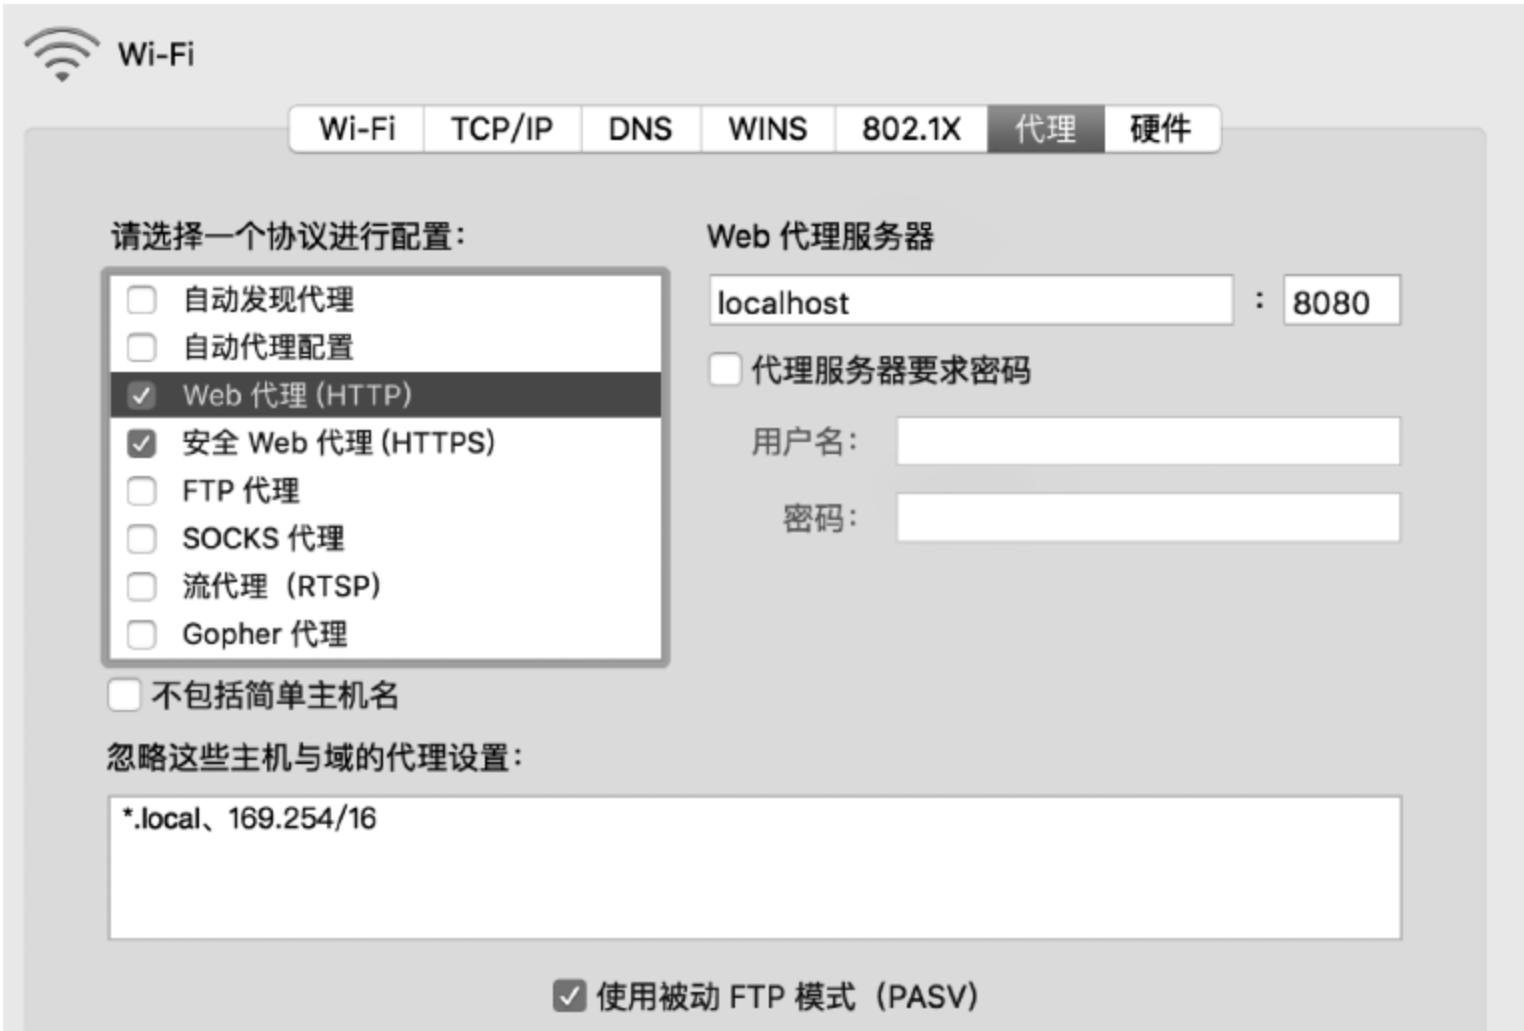 Wi-Fi
Wi-Fi TCP/IP DNS WINS 802.1X 代理 硬件
请选择一个协议进行配置：
自动发现代理
自动代理配置
Web 代理 (HTTP)
安全 Web 代理 (HTTPS)
FTP 代理
SOCKS 代理
流代理（RTSP)
Gopher 代理
不包括简单主机名
Web 代理服务器
localhost : 8080
代理服务器要求密码
用户名：
密码：
忽略这些主机与域的代理设置：
*.local、169.254/16
使用被动 FTP 模式（PASV)